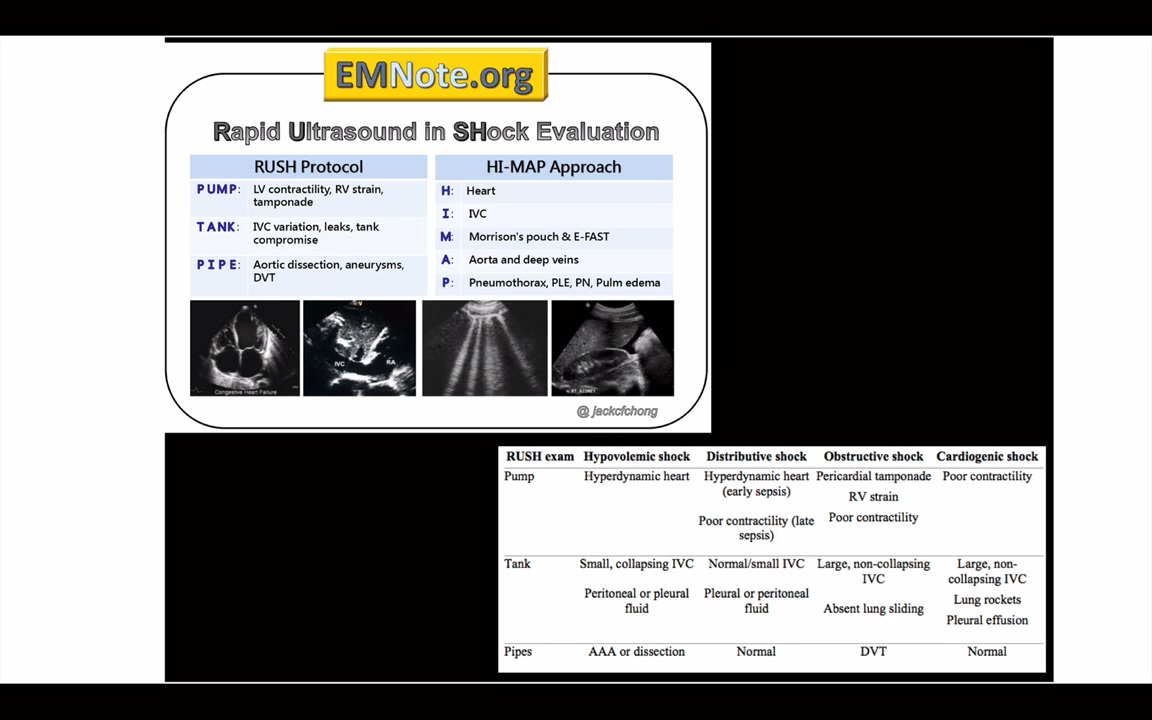 EMNote.org
Rapid Ultrasound in SHock Evaluation
RUSH Protocol
PUMP: LV contractility, RV strain,
tamponade
TANK: IVC variation, leaks, tank
compromise
PIPE: Aortic dissection, aneurysms,
DVT
HI-MAP Approach
H: Heart
I: IVC
M: Morrison's pouch & E-FAST
A: Aorta and deep veins
P: Pneumothorax, PLE, PN, Pulm edema
Congestive Heart Failure
IVC RA
RT KIDNEY
@ jackcfchong
RUSH exam Hypovolemic shock Distributive shock Obstructive shock Cardiogenic shock
Pump Hyperdynamic heart Hyperdynamic heart Pericardial tamponade Poor contractility
(early sepsis) RV strain
Poor contractility (late Poor contractility
sepsis)
Tank Small, collapsing IVC Normal/small IVC Large, non-collapsing Large, non-
IVC collapsing IVC
Peritoneal or pleural Pleural or peritoneal Lung rockets
fluid fluid Absent lung sliding
Pleural effusion
Pipes AAA or dissection Normal DVT Normal